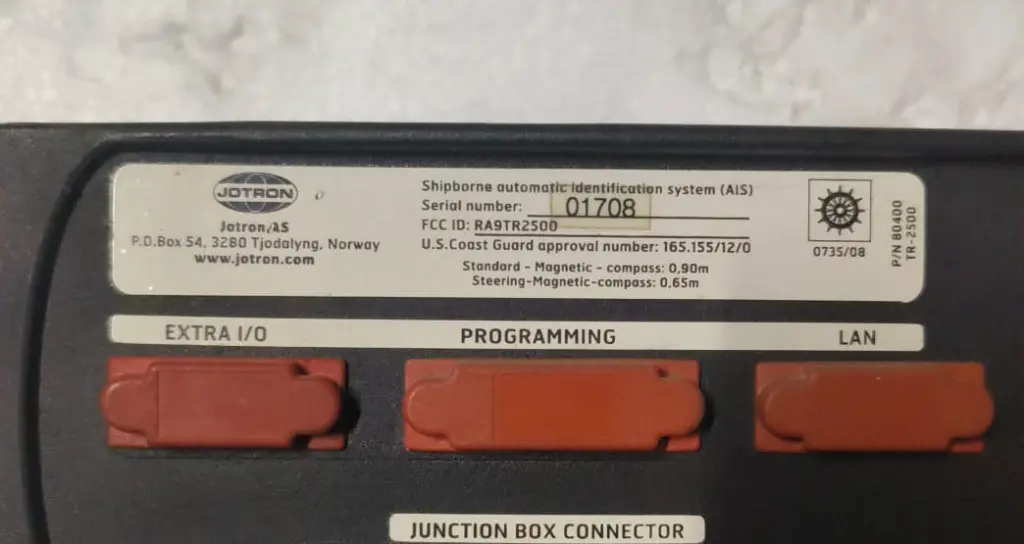 JOTRON
Jotron AS
P.O.Box 54, 3280 Tjodalyng, Norway
www.jotron.com
Shipborne automatic identification system (AIS)
Serial number: 01708
FCC ID: RA9TR2500
U.S.Coast Guard approval number: 165.155/12/0
Standard - Magnetic - compass: 0,90m
Steering-Magnetic-compass: 0,65m
0735/08
P/N 80400
TR-2500
EXTRA I/O
PROGRAMMING
LAN
JUNCTION BOX CONNECTOR